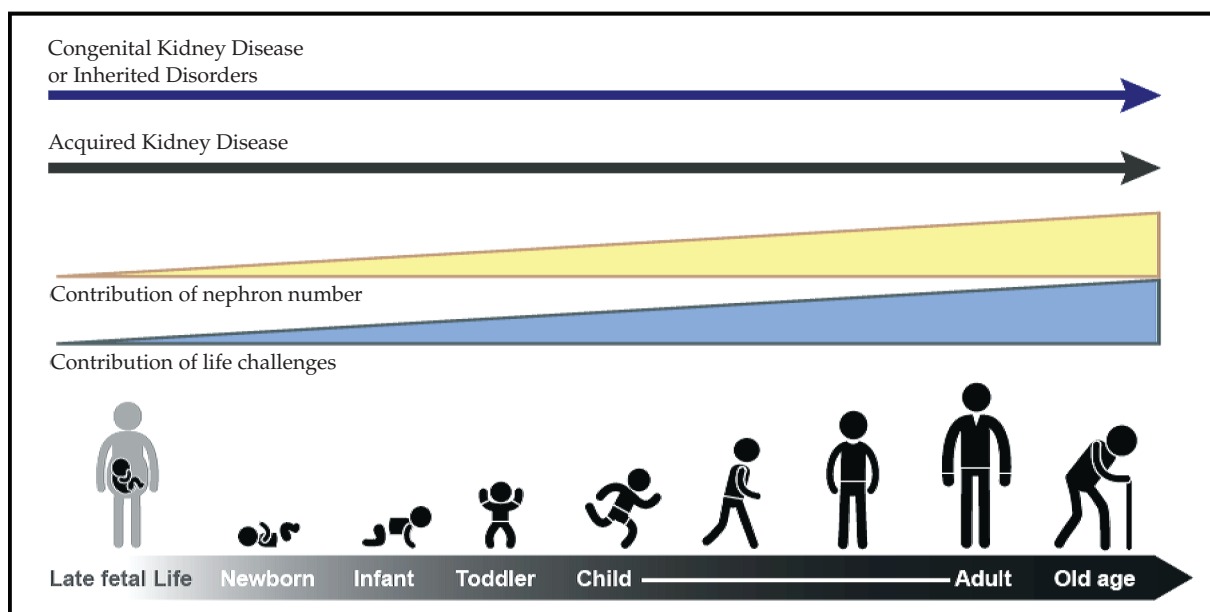 Congenital Kidney Disease
or Inherited Disorders
Acquired Kidney Disease
Contribution of nephron number
Contribution of life challenges
Late fetal Life Newborn Infant Toddler Child Adult Old age